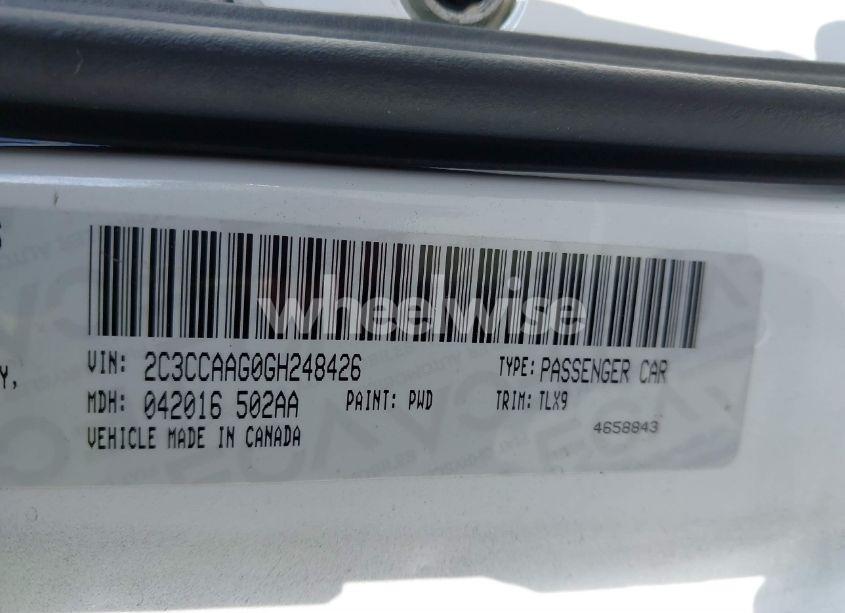 wheelwise
VIN: 2C3CCAAG0GH248426 TYPE: PASSENGER CAR
MDH: 042016 502AA PAINT: PWD TRIM: TLX9
VEHICLE MADE IN CANADA 4658843